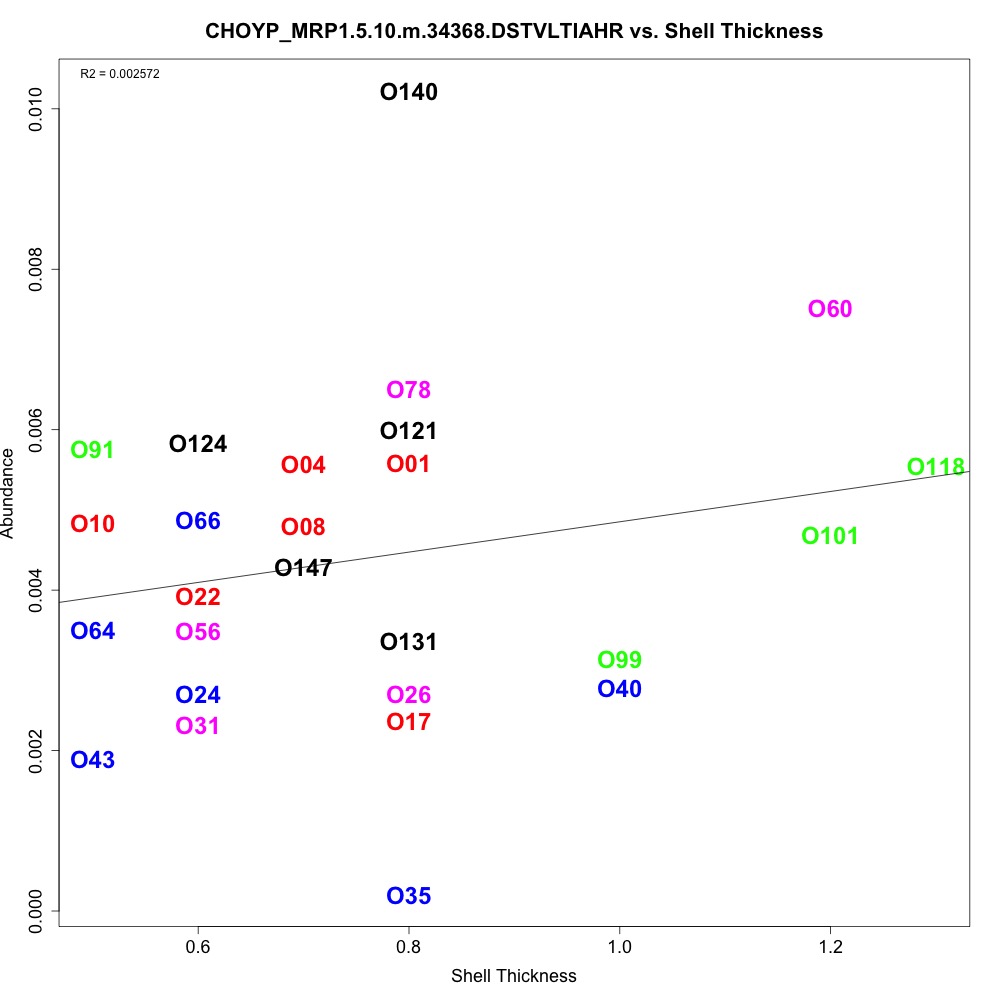 CHOYP_MRP1.5.10.m.34368.DSTVLTIAHR vs. Shell Thickness
R2 = 0.002572
O140
0.010
0.008
O60
O78
0.006
O121
O124
O91
O04
O01
O118
O10
O66
O08
O101
Abundance
O147
0.004
O22
O64
O56
O131
O99
O24
O26
O40
O31
O17
0.002
O43
O35
0.000
0.6
0.8
1.0
1.2
Shell Thickness